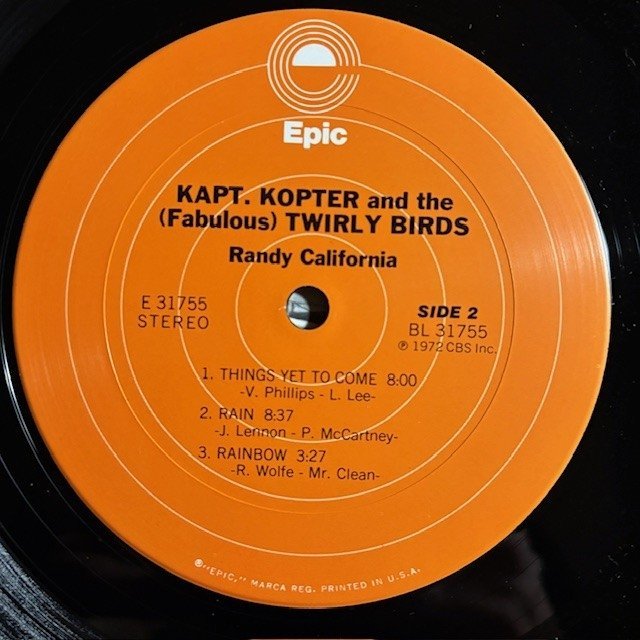 Epic
KAPT. KOPTER and the
(Fabulous) TWIRLY BIRDS
Randy California
E 31755
STEREO
SIDE 2
BL 31755
℗ 1972 CBS Inc.
1. THINGS YET TO COME 8:00
-V. Phillips - L. Lee-
2. RAIN 8:37
-J. Lennon - P. McCartney-
3. RAINBOW 3:27
-R. Wolfe - Mr. Clean-
®"EPIC," MARCA REG. PRINTED IN U.S.A.